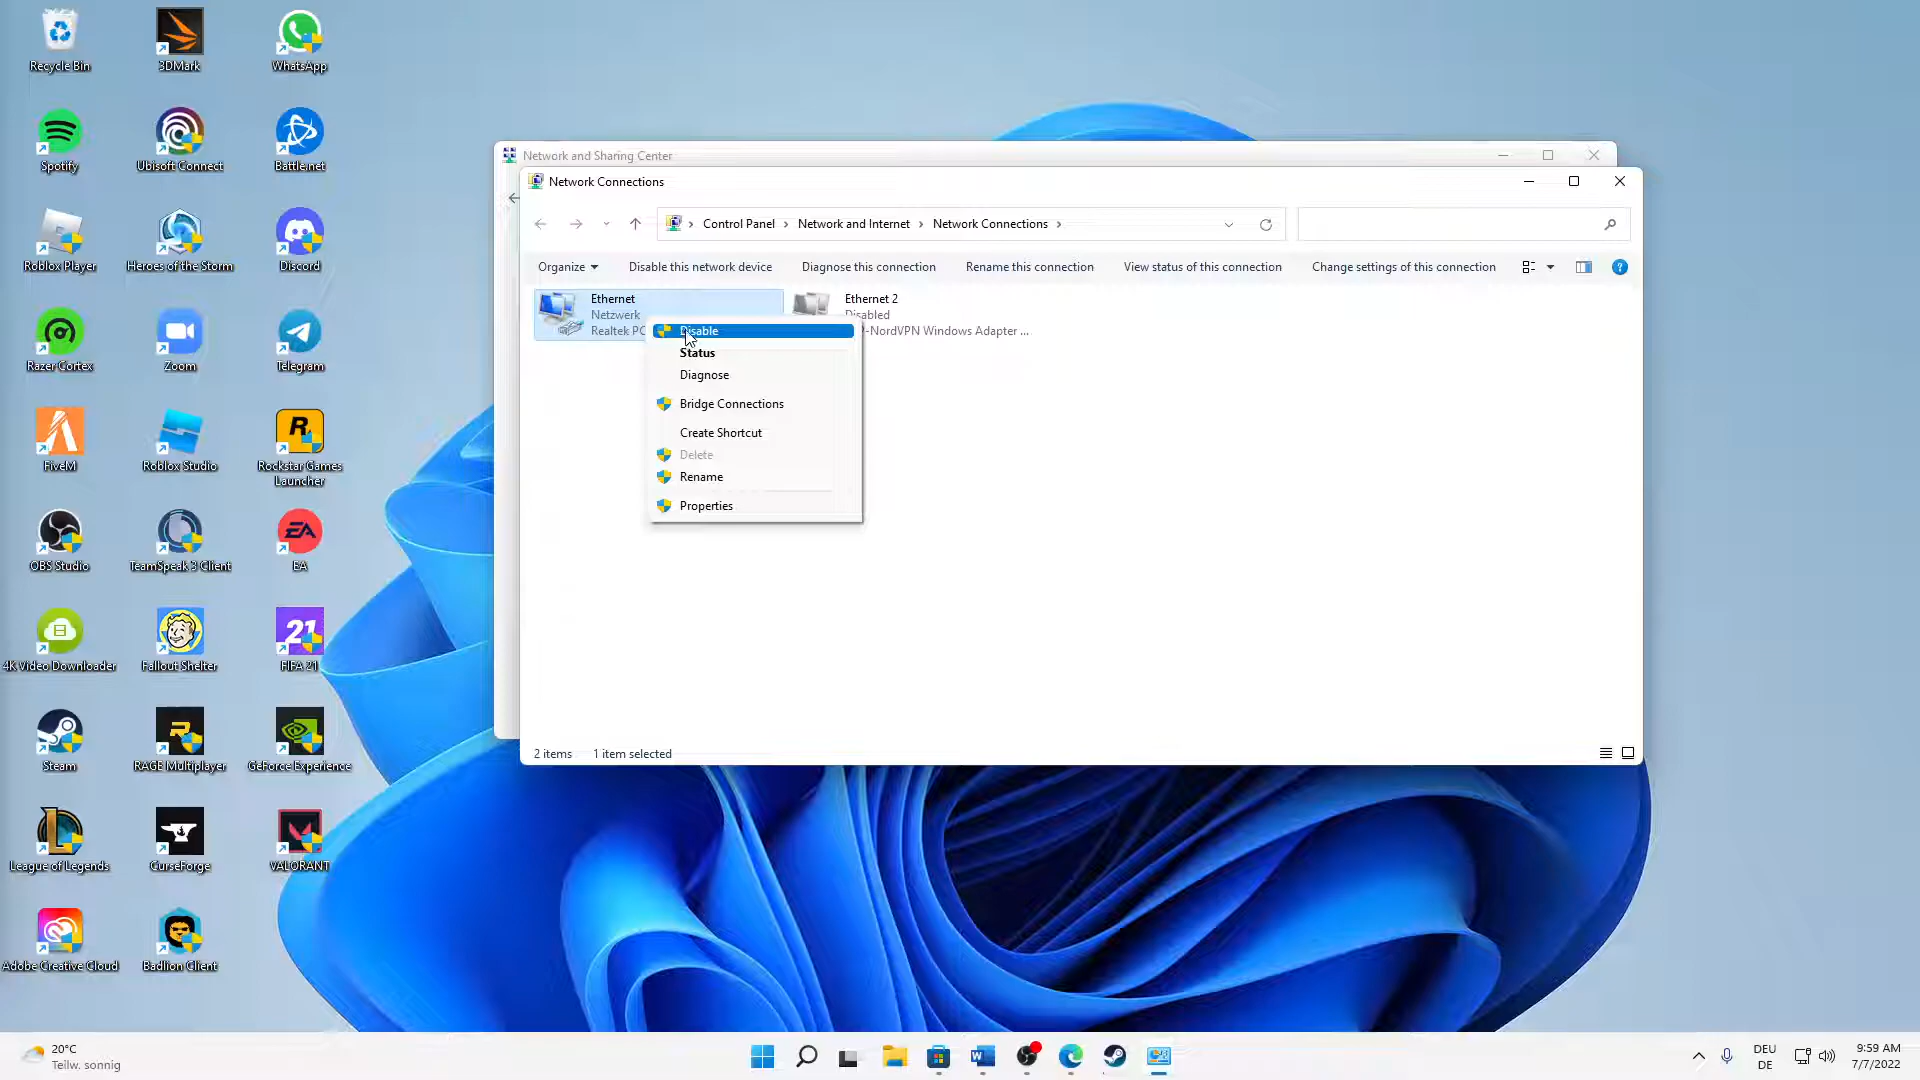 Recycle Bin
3DMark
WhatsApp
Spotify
Ubisoft Connect
Battle.net
Roblox Player
Heroes of the Storm
Discord
Razer Cortex
Zoom
Telegram
FiveM
Roblox Studio
Rockstar Games
Launcher
OBS Studio
TeamSpeak 3 Client
EA
4K Video Downloader
Fallout Shelter
21
FIFA 21
Steam
RAGE Multiplayer
GeForce Experience
League of Legends
CurseForge
VALORANT
Adobe Creative Cloud
Badlion Client
Network and Sharing Center
Network Connections
Control Panel
Network and Internet
Network Connections
Organize
Disable this network device
Diagnose this connection
Rename this connection
View status of this connection
Change settings of this connection
Ethernet
Netzwerk
Realtek PC
Ethernet 2
Disabled
-NordVPN Windows Adapter ...
Disable
Status
Diagnose
Bridge Connections
Create Shortcut
Delete
Rename
Properties
2 items
1 item selected
20°C
Teilw. sonnig
DEU
DE
9:59 AM
7/7/2022